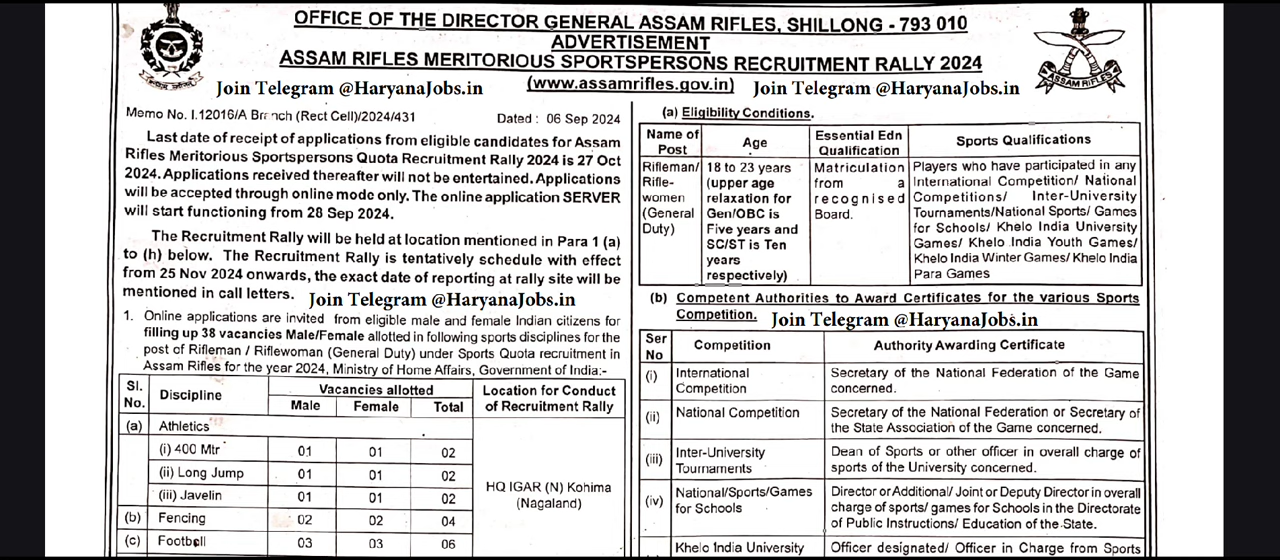 OFFICE OF THE DIRECTOR GENERAL ASSAM RIFLES, SHILLONG - 793 010
ADVERTISEMENT
ASSAM RIFLES MERITORIOUS SPORTSPERSONS RECRUITMENT RALLY 2024
Join Telegram @HaryanaJobs.in (www.assamrifles.gov.in) Join Telegram @HaryanaJobs.in
ASSAM RIFLES
Memo No. I.12016/A Branch (Rect Cell)/2024/431 Dated : 06 Sep 2024
Last date of receipt of applications from eligible candidates for Assam
Rifles Meritorious Sportspersons Quota Recruitment Rally 2024 is 27 Oct
2024. Applications received thereafter will not be entertained. Applications
will be accepted through online mode only. The online application SERVER
will start functioning from 28 Sep 2024.
The Recruitment Rally will be held at location mentioned in Para 1 (a)
to (h) below. The Recruitment Rally is tentatively schedule with effect
from 25 Nov 2024 onwards, the exact date of reporting at rally site will be
mentioned in call letters. Join Telegram @HaryanaJobs.in
1. Online applications are invited from eligible male and female Indian citizens for
filling up 38 vacancies Male/Female allotted in following sports disciplines for the
post of Rifleman / Riflewoman (General Duty) under Sports Quota recruitment in
Assam Rifles for the year 2024, Ministry of Home Affairs, Government of India:-
Sl. No. Discipline Vacancies allotted Location for Conduct
of Recruitment Rally
Male Female Total
(a) Athletics
(i) 400 Mtr 01 01 02
(ii) Long Jump 01 01 02
(iii) Javelin 01 01 02
HQ IGAR (N) Kohima
(Nagaland)
(b) Fencing 02 02 04
(c) Football 03 03 06
(a) Eligibility Conditions.
Name of Post Age Essential Edn Qualification Sports Qualifications
Rifleman/ 18 to 23 years Matriculation Players who have participated in any
Rifle- (upper age from a International Competition/ National
women relaxation for recognised Competitions/ Inter-University
(General Gen/OBC is Board. Tournaments/National Sports/ Games
Duty) Five years and for Schools/ Khelo India University
SC/ST is Ten Games/ Khelo India Youth Games/
years Khelo India Winter Games/ Khelo India
respectively) Para Games
(b) Competent Authorities to Award Certificates for the various Sports
Competition. Join Telegram @HaryanaJobs.in
Ser No Competition Authority Awarding Certificate
(i) International Secretary of the National Federation of the Game
Competition concerned.
(ii) National Competition Secretary of the National Federation or Secretary of
the State Association of the Game concerned.
(iii) Inter-University Dean of Sports or other officer in overall charge of
Tournaments sports of the University concerned.
(iv) National/Sports/Games Director or Additional/ Joint or Deputy Director in overall
for Schools charge of sports/ games for Schools in the Directorate
of Public Instructions/ Education of the State.
Khelo India University Officer designated/ Officer in Charge from Sports